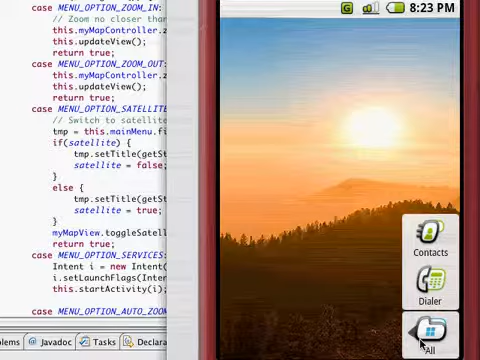 case MENU_OPTION_ZOOM_IN:
// Zoom no closer than
this.myMapController.z
this.updateView();
return true;
case MENU_OPTION_ZOOM_OUT:
this.myMapController.z
this.updateView();
return true;
case MENU_OPTION_SATELLITE
// Switch to satellite
tmp = this.mainMenu.fi
if(satellite) {
tmp.setTitle(getSt
satellite = false;
}
else {
tmp.setTitle(getSt
satellite = true;
}
myMapView.toggleSatell
return true;
case MENU_OPTION_SERVICES:
Intent i = new Intent(
i.setLaunchFlags(Inten
this.startActivity(i);
case MENU_OPTION_AUTO_ZOOM
blems
Javadoc
Tasks
Declara
G
8:23 PM
Contacts
Dialer
All